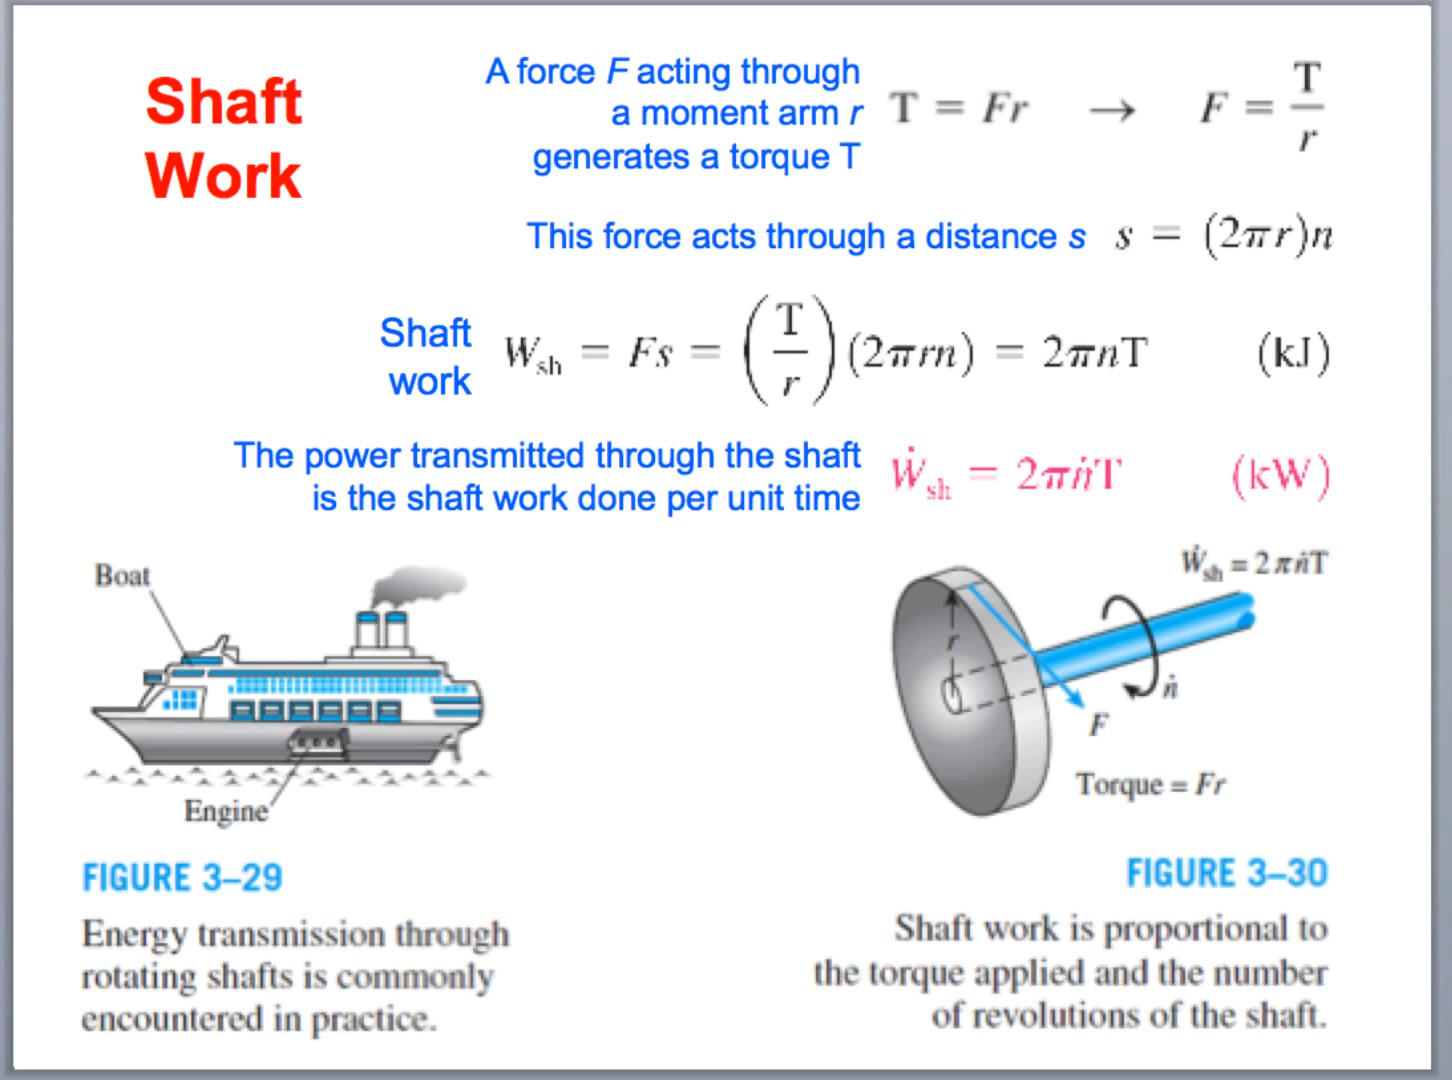 Shaft
Work
A force F acting through
a moment arm r
generates a torque T
T = Fr → F = T/r
This force acts through a distance s s = (2πr)n
Shaft
work
W_sh = Fs = (T/r)(2πrn) = 2πnT (kJ)
The power transmitted through the shaft
is the shaft work done per unit time
Ẇ_sh = 2πṅT (kW)
Boat
Engine
FIGURE 3–29
Energy transmission through
rotating shafts is commonly
encountered in practice.
Ẇ_sh = 2πṅT
r
ṅ
F
Torque = Fr
FIGURE 3–30
Shaft work is proportional to
the torque applied and the number
of revolutions of the shaft.